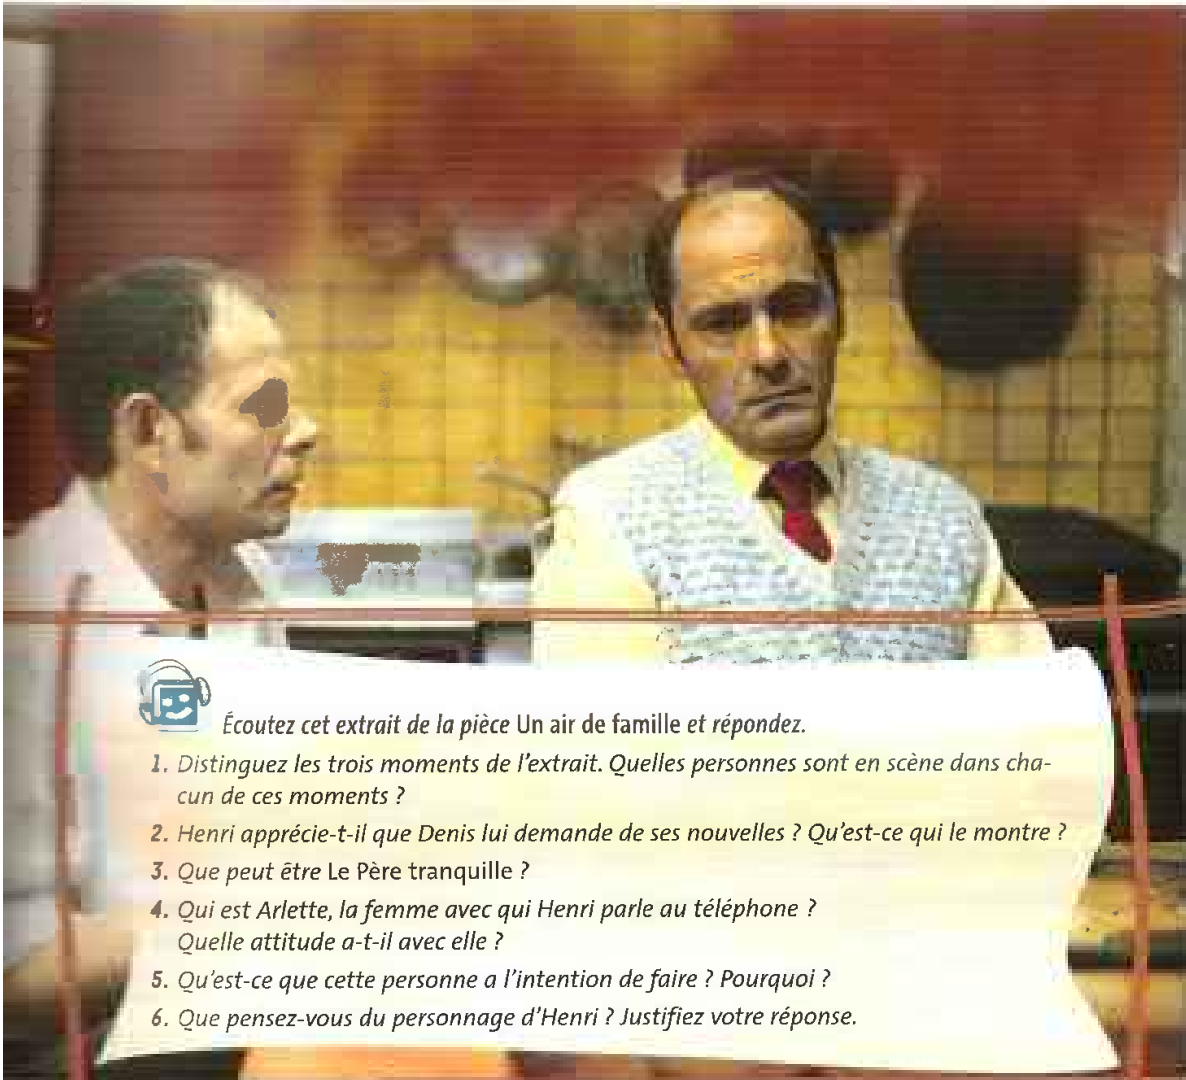 Écoutez cet extrait de la pièce Un air de famille et répondez.
1. Distinguez les trois moments de l'extrait. Quelles personnes sont en scène dans cha-
cun de ces moments ?
2. Henri apprécie-t-il que Denis lui demande de ses nouvelles ? Qu'est-ce qui le montre ?
3. Que peut être Le Père tranquille ?
4. Qui est Arlette, la femme avec qui Henri parle au téléphone ?
Quelle attitude a-t-il avec elle ?
5. Qu'est-ce que cette personne a l'intention de faire ? Pourquoi ?
6. Que pensez-vous du personnage d'Henri ? Justifiez votre réponse.